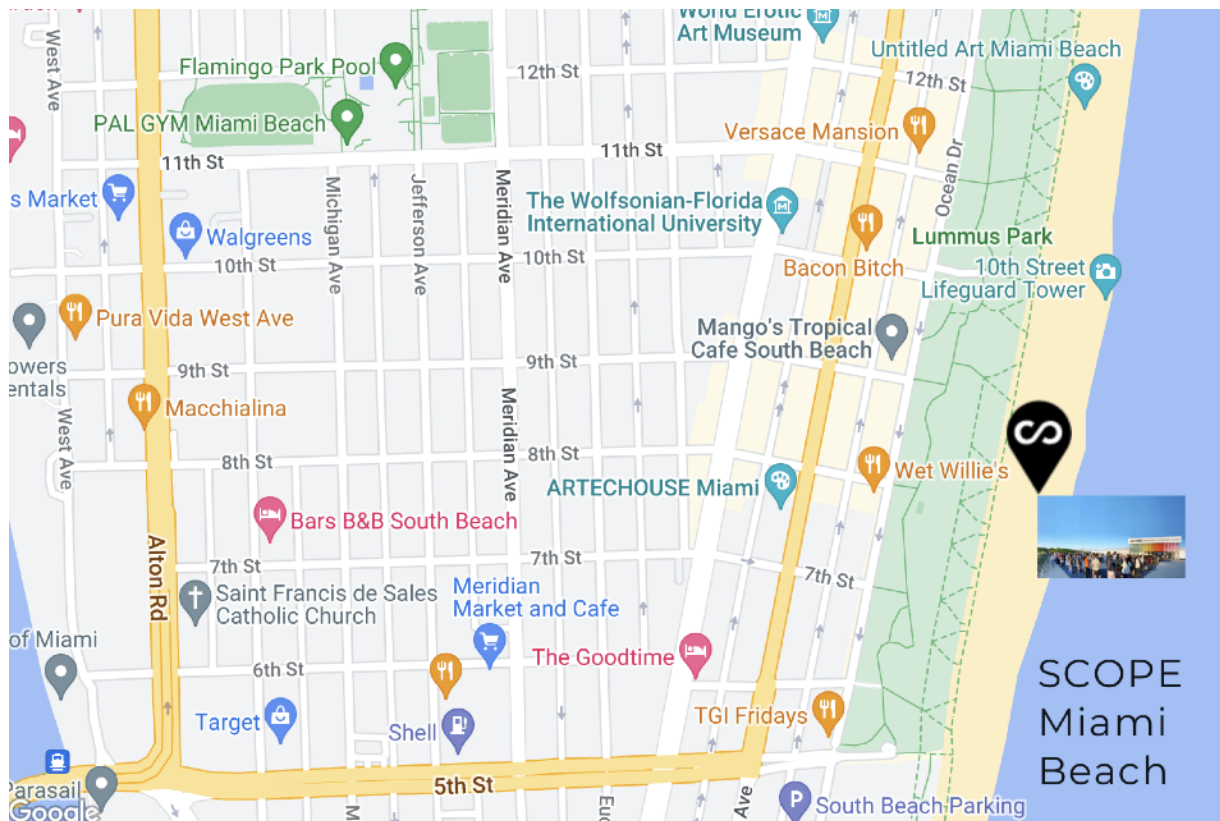 World Erotic
Art Museum
Untitled Art Miami Beach
West Ave
Flamingo Park Pool
12th St
12th St
PAL GYM Miami Beach
Versace Mansion
11th St
11th St
Ocean Dr
s Market
Michigan Ave
Jefferson Ave
Meridian Ave
The Wolfsonian-Florida
International University
Walgreens
Lummus Park
10th St
10th St
Bacon Bitch
10th Street
Lifeguard Tower
Pura Vida West Ave
Mango's Tropical
Cafe South Beach
owers
entals
9th St
9th St
Macchialina
West Ave
Meridian Ave
8th St
8th St
Wet Willie's
ARTECHOUSE Miami
Bars B&B South Beach
Alton Rd
7th St
7th St
7th St
Saint Francis de Sales
Catholic Church
Meridian
Market and Cafe
of Miami
6th St
The Goodtime
SCOPE
Miami
Beach
Target
Shell
TGI Fridays
5th St
Parasail
Google
M
Euc
Ave
South Beach Parking